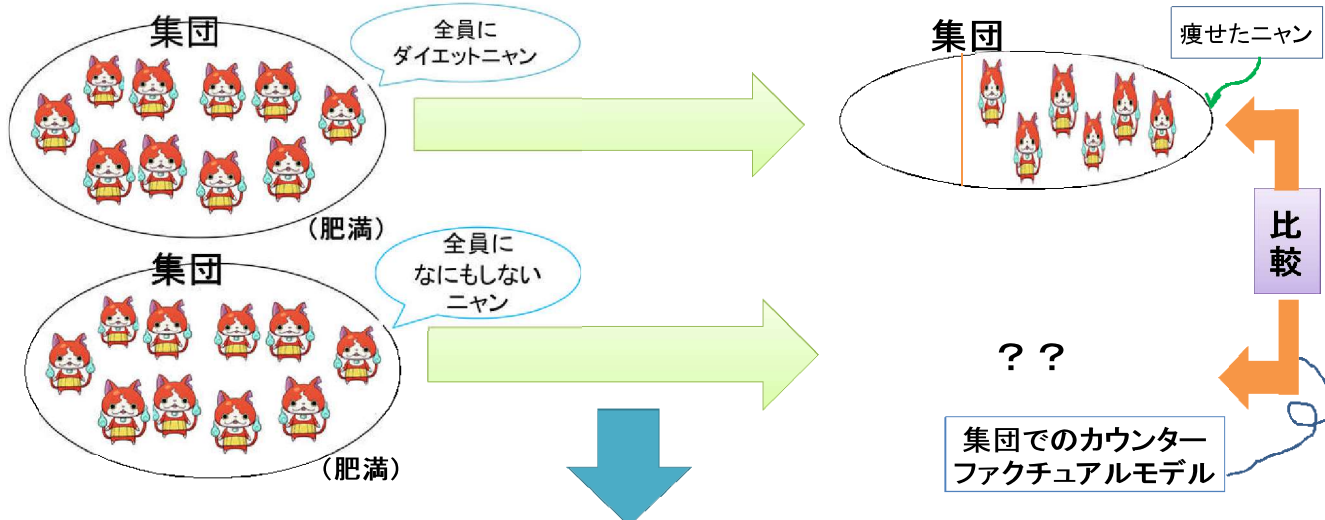 集団
全員に
ダイエットニャン
(肥満)
集団
痩せたニャン
集団
全員に
なにもしない
ニャン
(肥満)
？？
比
較
集団でのカウンター
ファクチュアルモデル